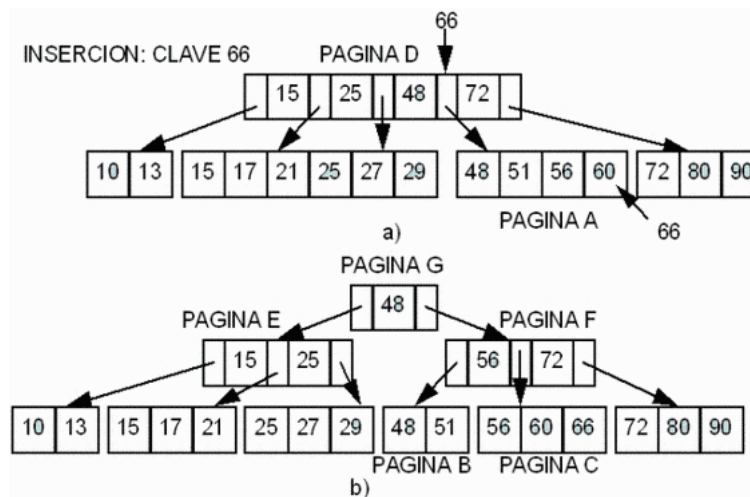 66
INSERCION: CLAVE 66 PAGINA D
15 25 48 72
10 13 15 17 21 25 27 29 48 51 56 60 72 80 90
PAGINA A 66
a)
PAGINA G
48
PAGINA E PAGINA F
15 25 56 72
10 13 15 17 21 25 27 29 48 51 56 60 66 72 80 90
PAGINA B PAGINA C
b)